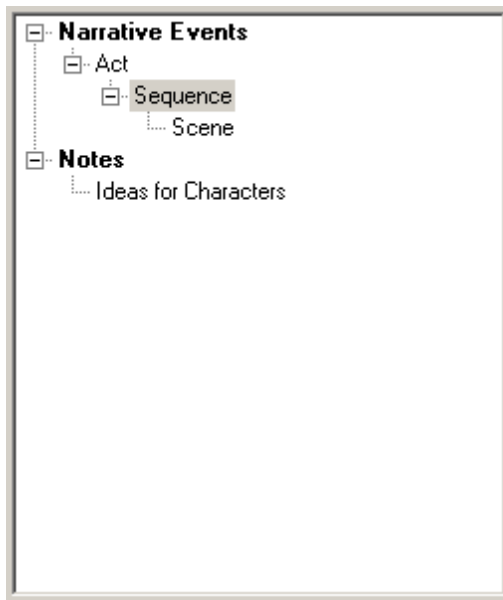 Narrative Events
Act
Sequence
Scene
Notes
Ideas for Characters